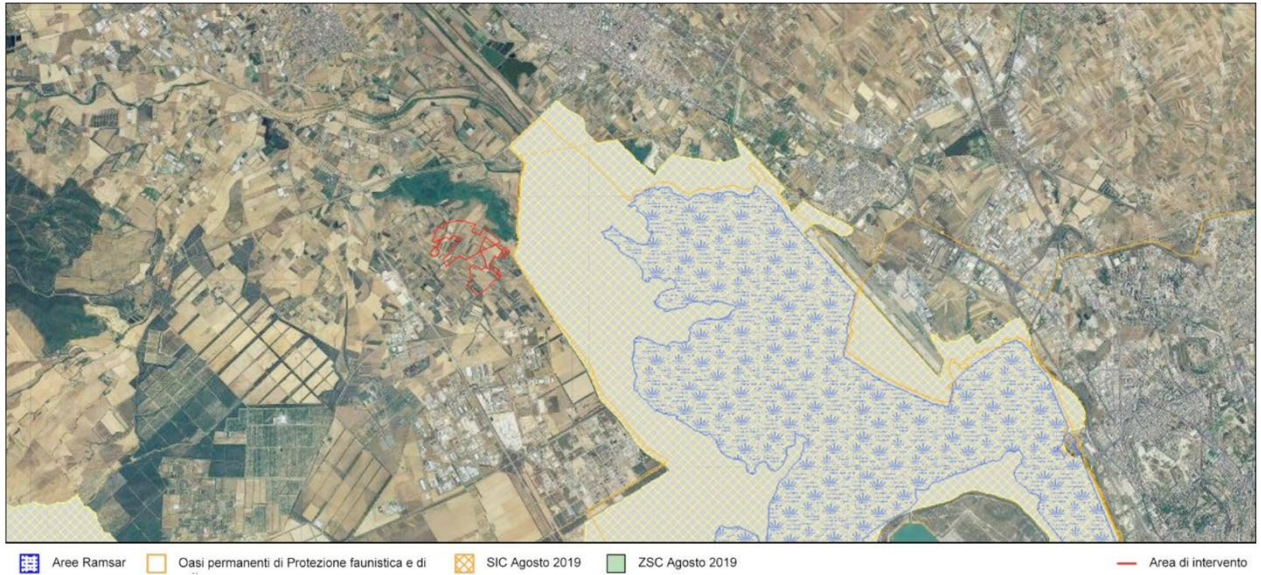 Aree Ramsar
Oasi permanenti di Protezione faunistica e di
SIC Agosto 2019
ZSC Agosto 2019
Area di intervento